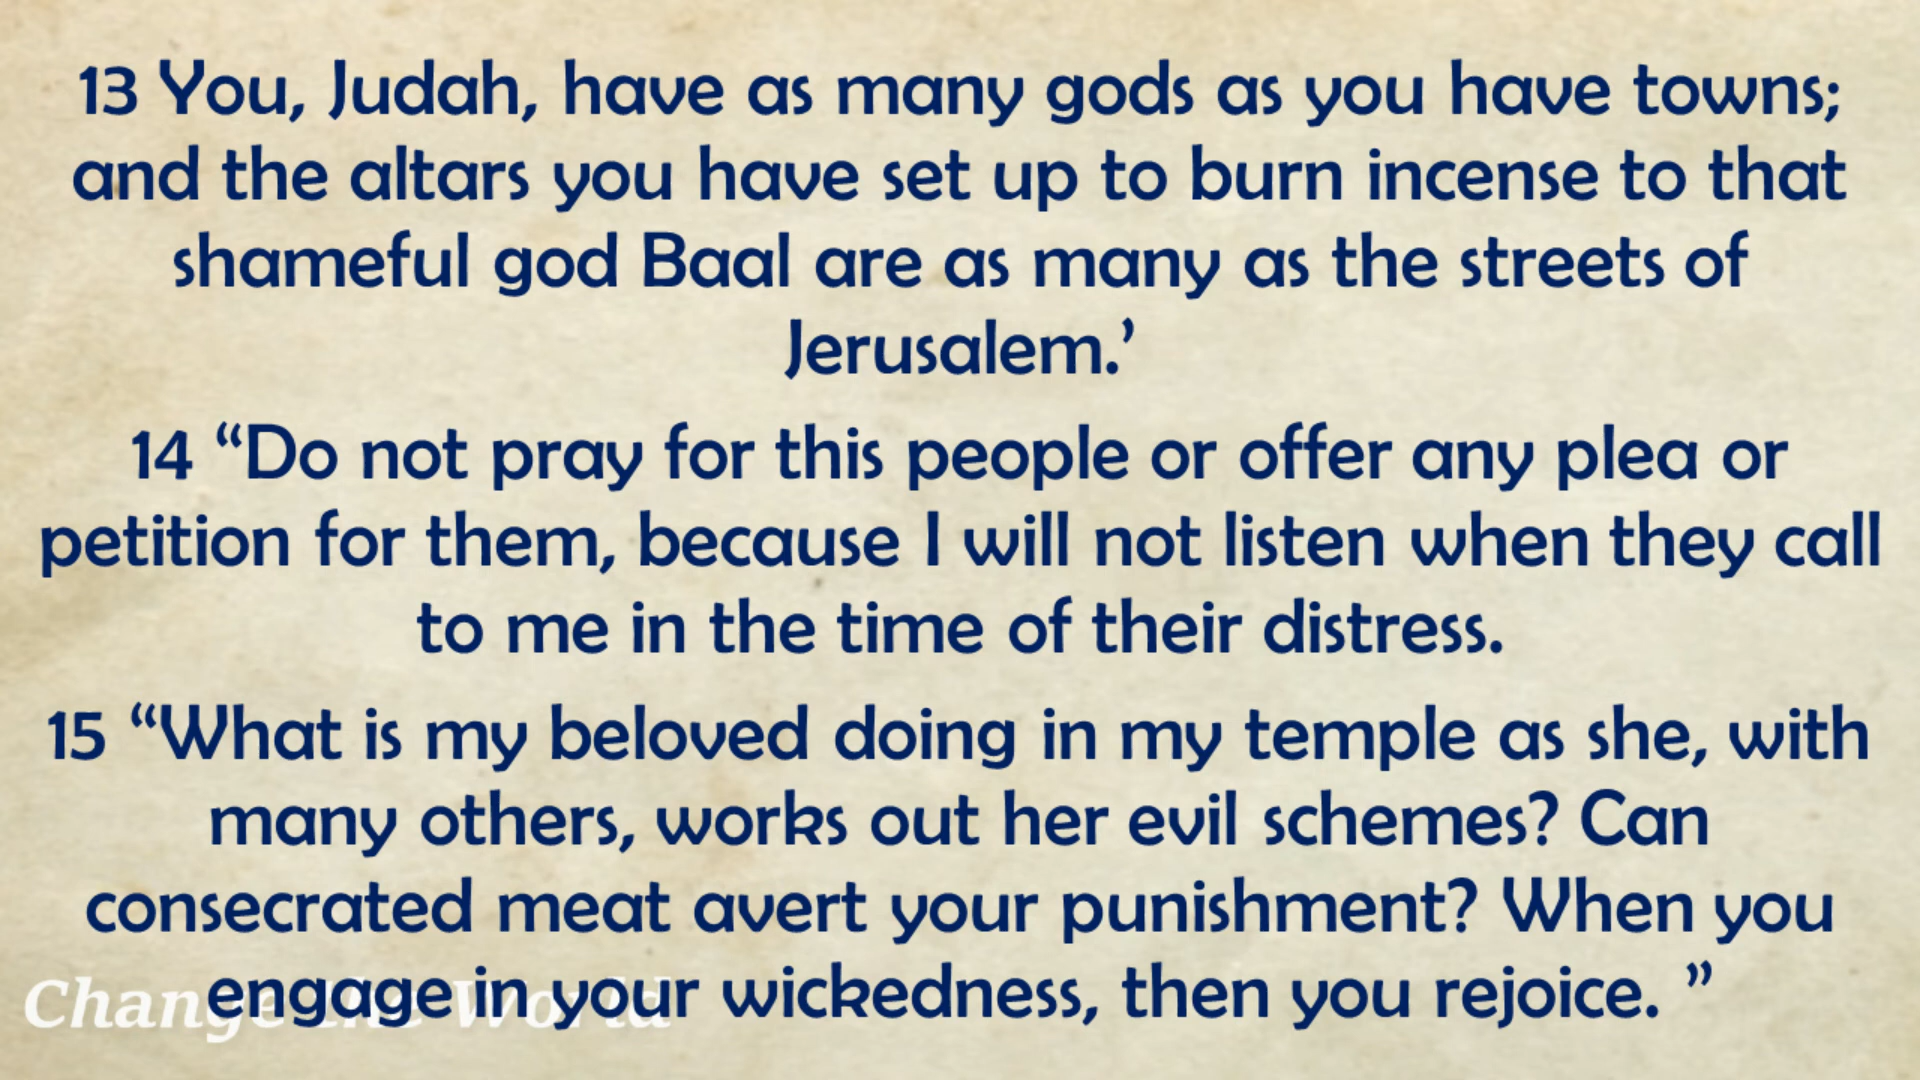 13 You, Judah, have as many gods as you have towns;
and the altars you have set up to burn incense to that
shameful god Baal are as many as the streets of
Jerusalem.’
14 “Do not pray for this people or offer any plea or
petition for them, because I will not listen when they call
to me in the time of their distress.
15 “What is my beloved doing in my temple as she, with
many others, works out her evil schemes? Can
consecrated meat avert your punishment? When you
engage in your wickedness, then you rejoice. ”
Change the World